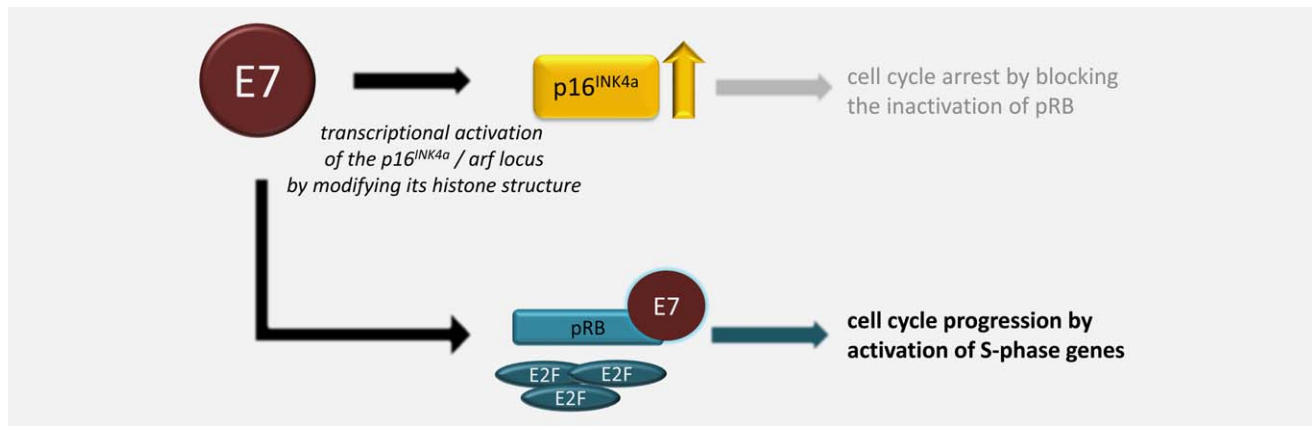 E7
p16INK4a
cell cycle arrest by blocking
the inactivation of pRB
transcriptional activation
of the p16INK4a / arf locus
by modifying its histone structure
E7
pRB
E2F
E2F
E2F
cell cycle progression by
activation of S-phase genes